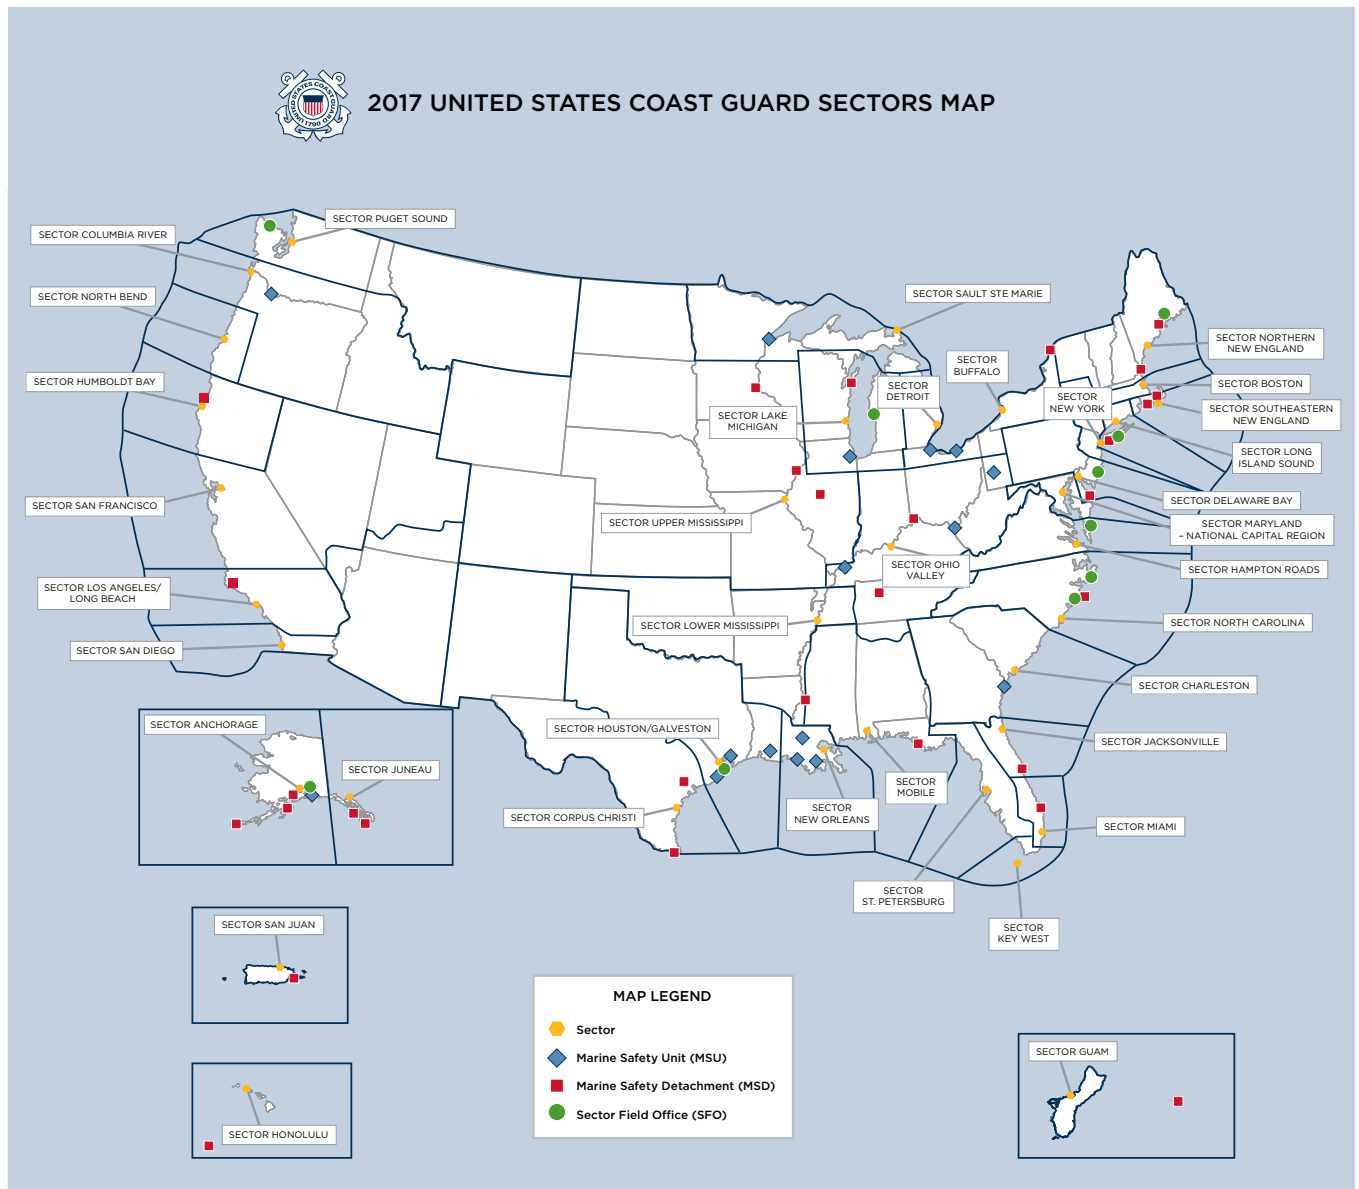 UNITED STATES COAST GUARD
1790
2017 UNITED STATES COAST GUARD SECTORS MAP
SECTOR PUGET SOUND
SECTOR COLUMBIA RIVER
SECTOR NORTH BEND
SECTOR HUMBOLDT BAY
SECTOR SAN FRANCISCO
SECTOR LOS ANGELES/
LONG BEACH
SECTOR SAN DIEGO
SECTOR SAULT STE MARIE
SECTOR
BUFFALO
SECTOR
DETROIT
SECTOR LAKE
MICHIGAN
SECTOR
NEW YORK
SECTOR NORTHERN
NEW ENGLAND
SECTOR BOSTON
SECTOR SOUTHEASTERN
NEW ENGLAND
SECTOR LONG
ISLAND SOUND
SECTOR DELAWARE BAY
SECTOR MARYLAND
– NATIONAL CAPITAL REGION
SECTOR HAMPTON ROADS
SECTOR NORTH CAROLINA
SECTOR CHARLESTON
SECTOR JACKSONVILLE
SECTOR MIAMI
SECTOR UPPER MISSISSIPPI
SECTOR OHIO
VALLEY
SECTOR LOWER MISSISSIPPI
SECTOR HOUSTON/GALVESTON
SECTOR CORPUS CHRISTI
SECTOR
NEW ORLEANS
SECTOR
MOBILE
SECTOR
ST. PETERSBURG
SECTOR
KEY WEST
SECTOR ANCHORAGE
SECTOR JUNEAU
SECTOR SAN JUAN
SECTOR HONOLULU
SECTOR GUAM
MAP LEGEND
Sector
Marine Safety Unit (MSU)
Marine Safety Detachment (MSD)
Sector Field Office (SFO)